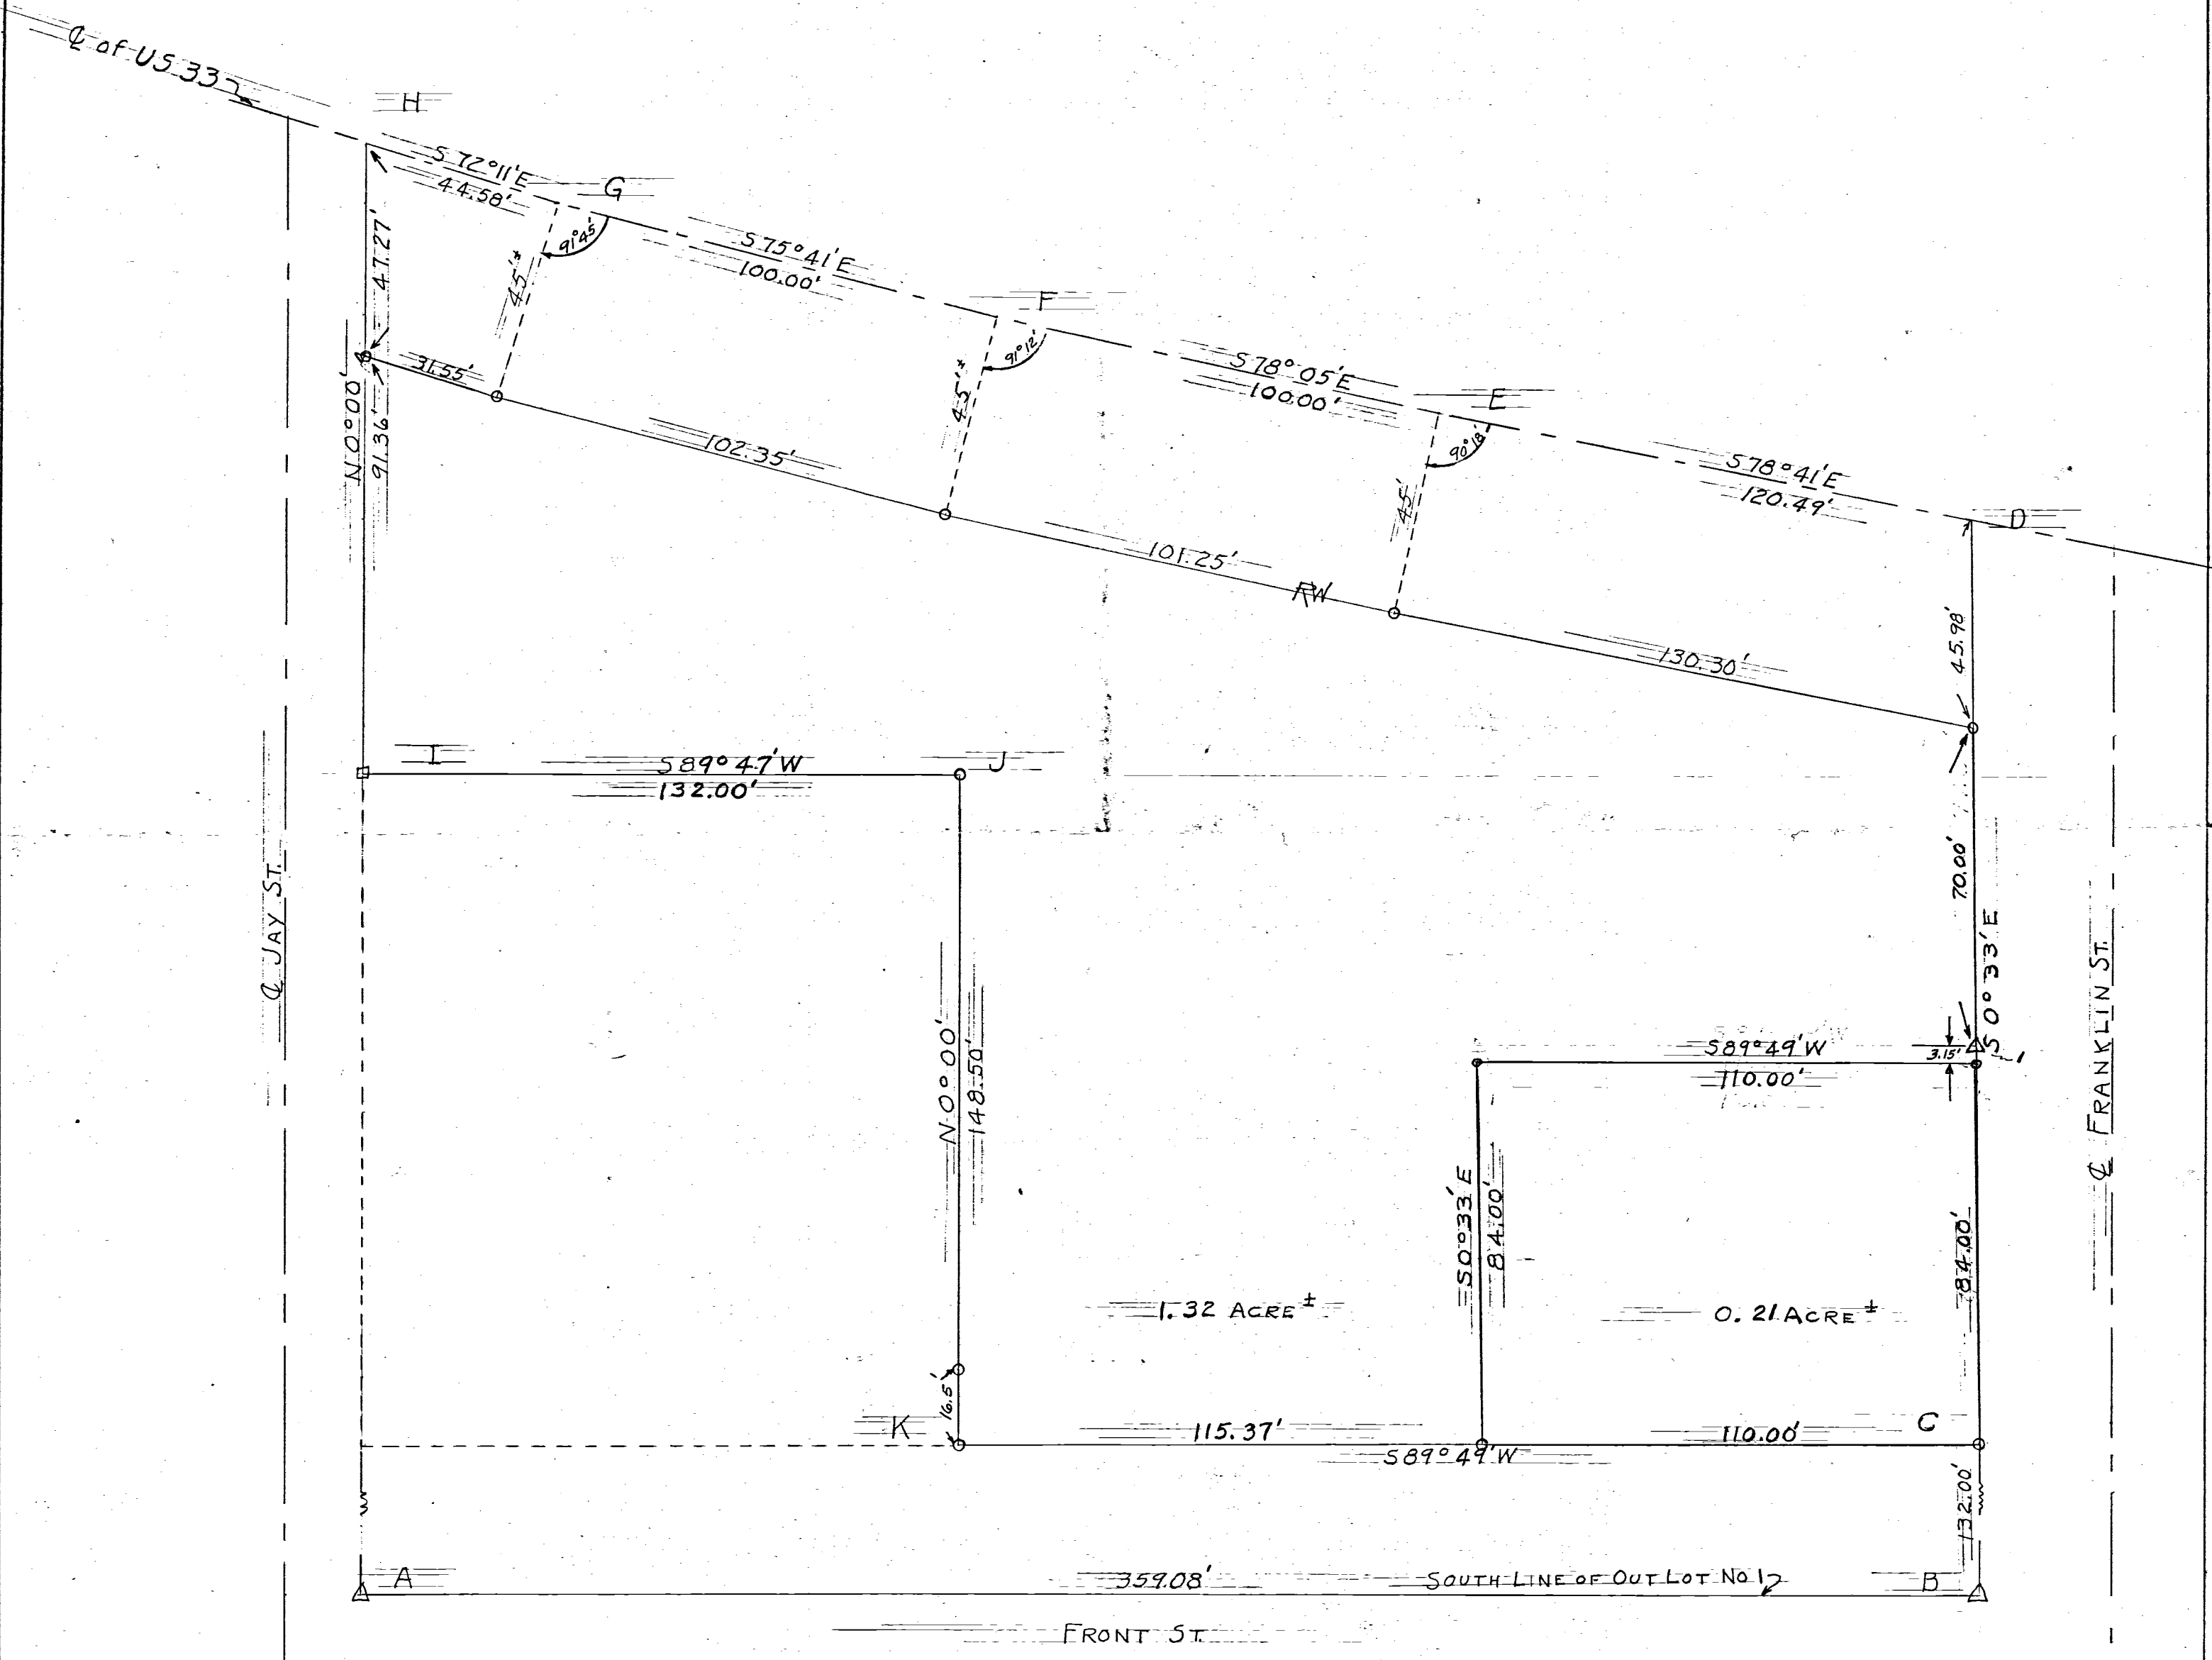 ℄ of US 33
H
S 72°11'E
44.58'
G
91°45'
47.27'
45'±
S 75°41'E
100.00'
F
91°12'
45'±
S 78°05'E
100.00'
E
90°18'
45'
S 78°41'E
120.49'
D
45.98'
31.55'
102.35'
101.25'
RW
130.30'
N 0°00'
91.36'
I
S 89°47'W
132.00'
J
70.00'
S 0°33'E
℄ JAY ST.
℄ FRANKLIN ST.
N 0°00'
148.50'
S 89°49'W
110.00'
3.15'
S 0°33'E
84.00'
84.00'
1.32 ACRE±
0.21 ACRE±
16.5'
K
115.37'
110.00'
C
S 89°49'W
132.00'
A
359.08'
SOUTH LINE OF OUT LOT NO 1
B
FRONT ST.